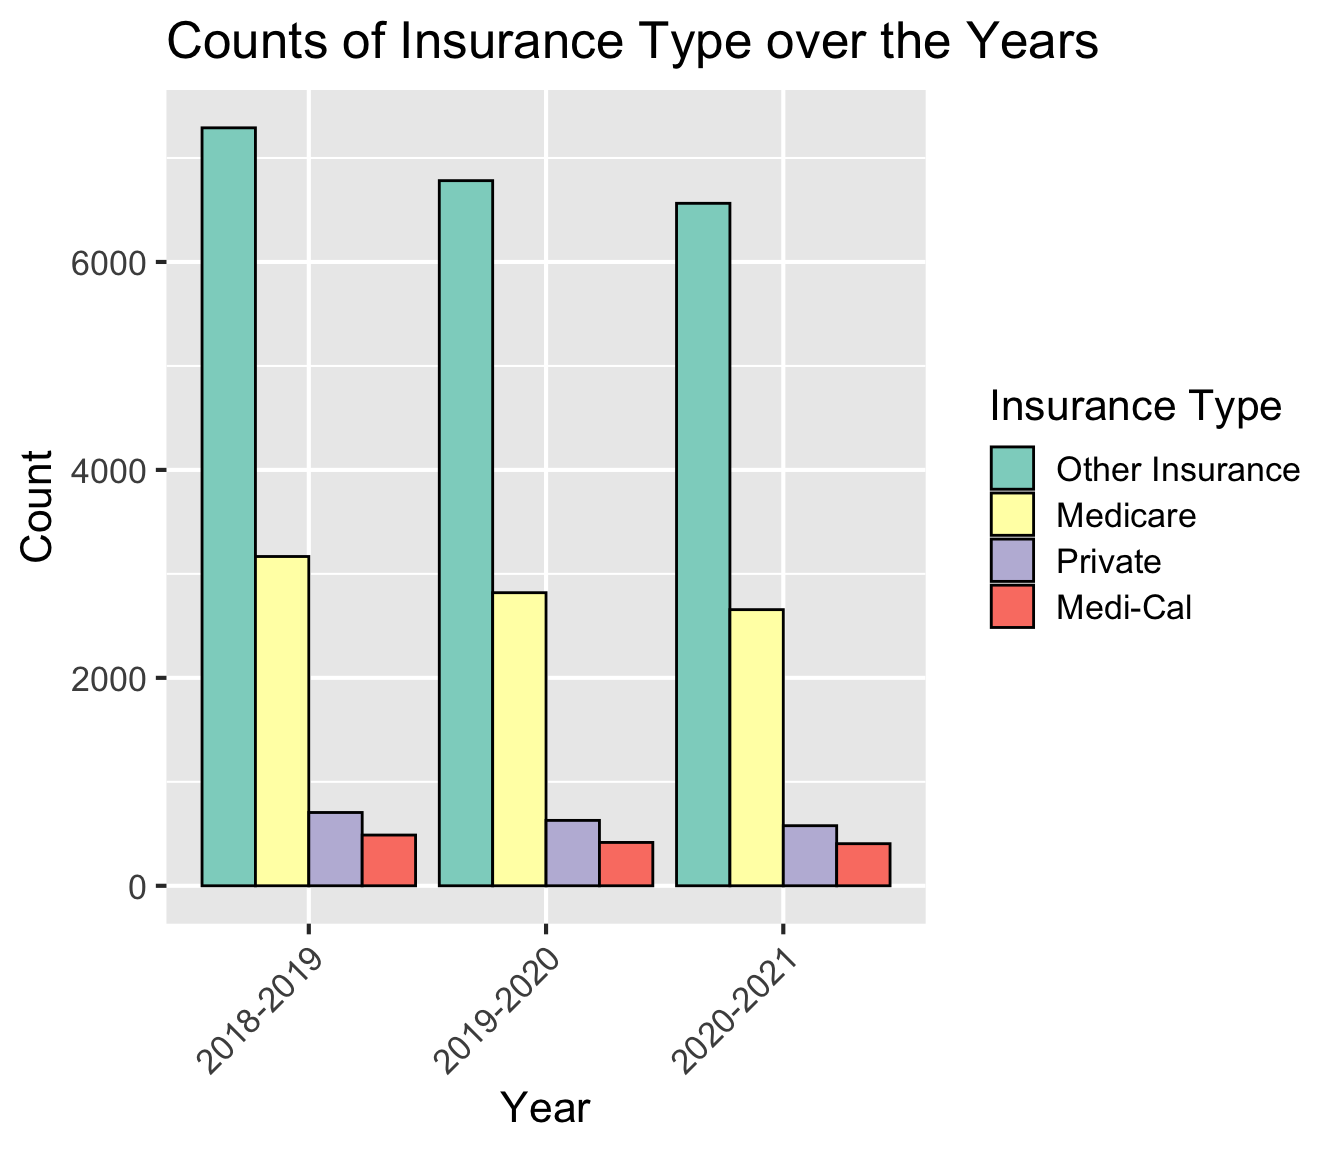 Counts of Insurance Type over the Years
Count
6000
4000
2000
0
2018-2019
2019-2020
2020-2021
Year
Insurance Type
Other Insurance
Medicare
Private
Medi-Cal